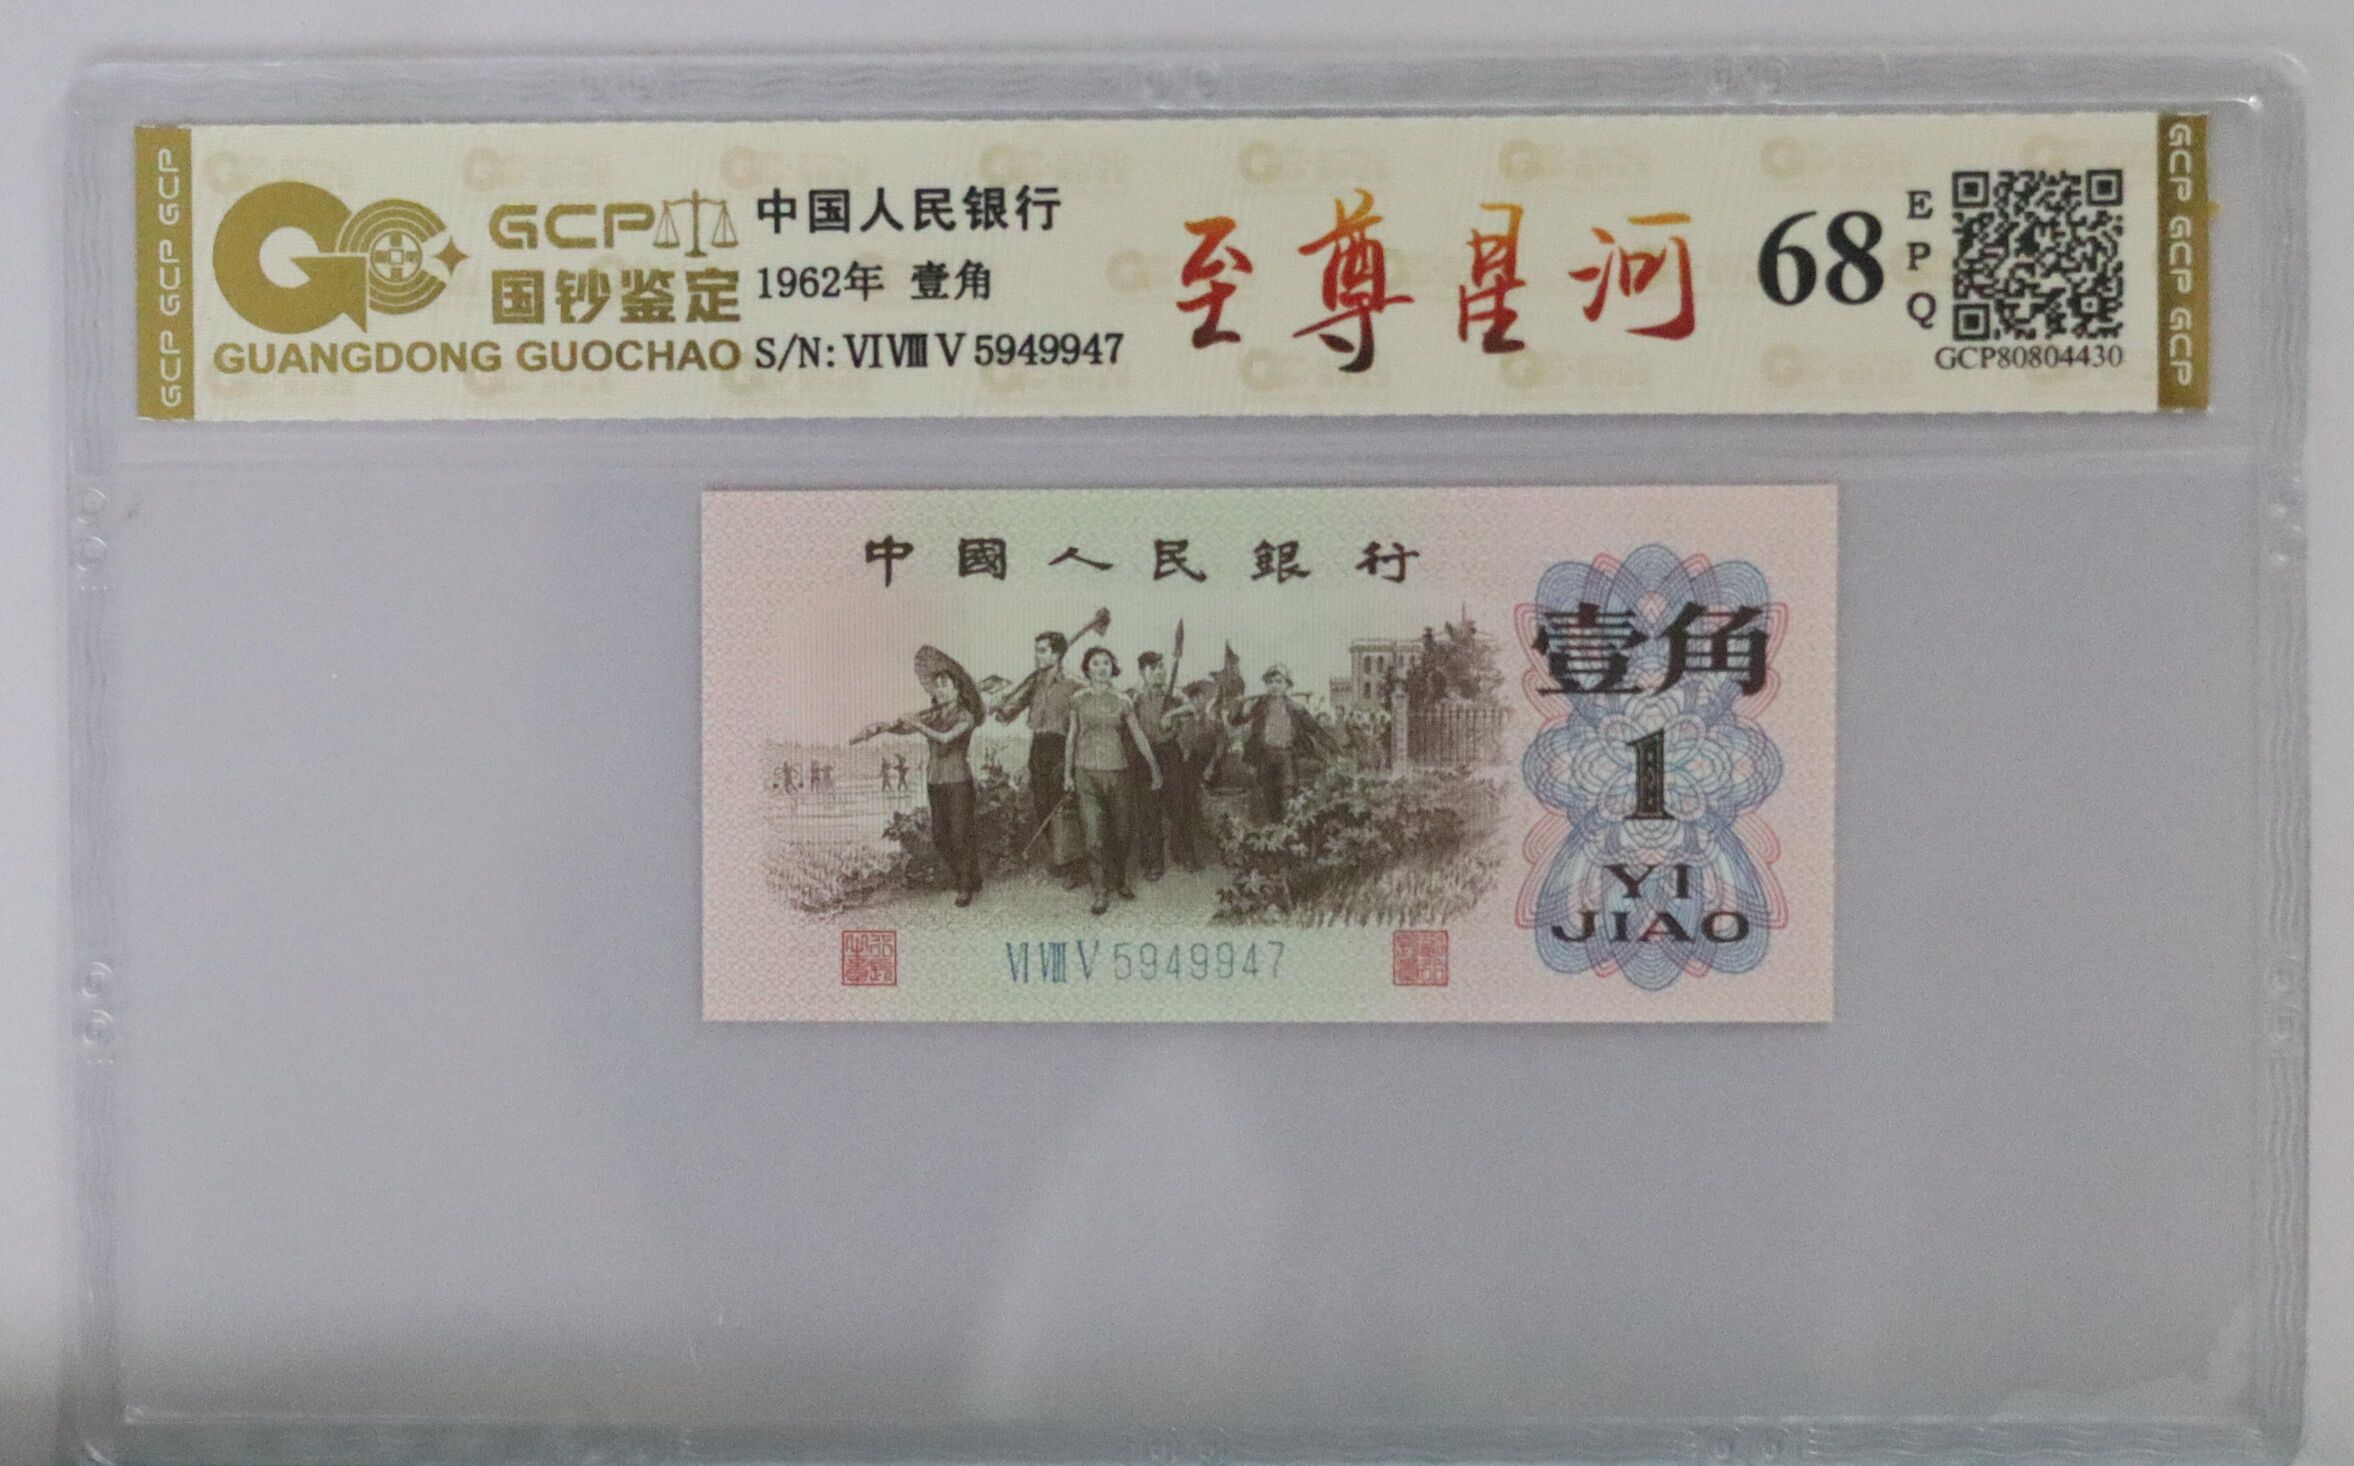 GCP GCP GCP
GCP
国钞鉴定
GUANGDONG GUOCHAO
中国人民银行
1962年 壹角
S/N: VI VIII V 5949947
至尊星河
68
EPQ
GCP80804430
GCP GCP GCP
中國人民銀行
壹角
1
YI
JIAO
VI VIII V 5949947